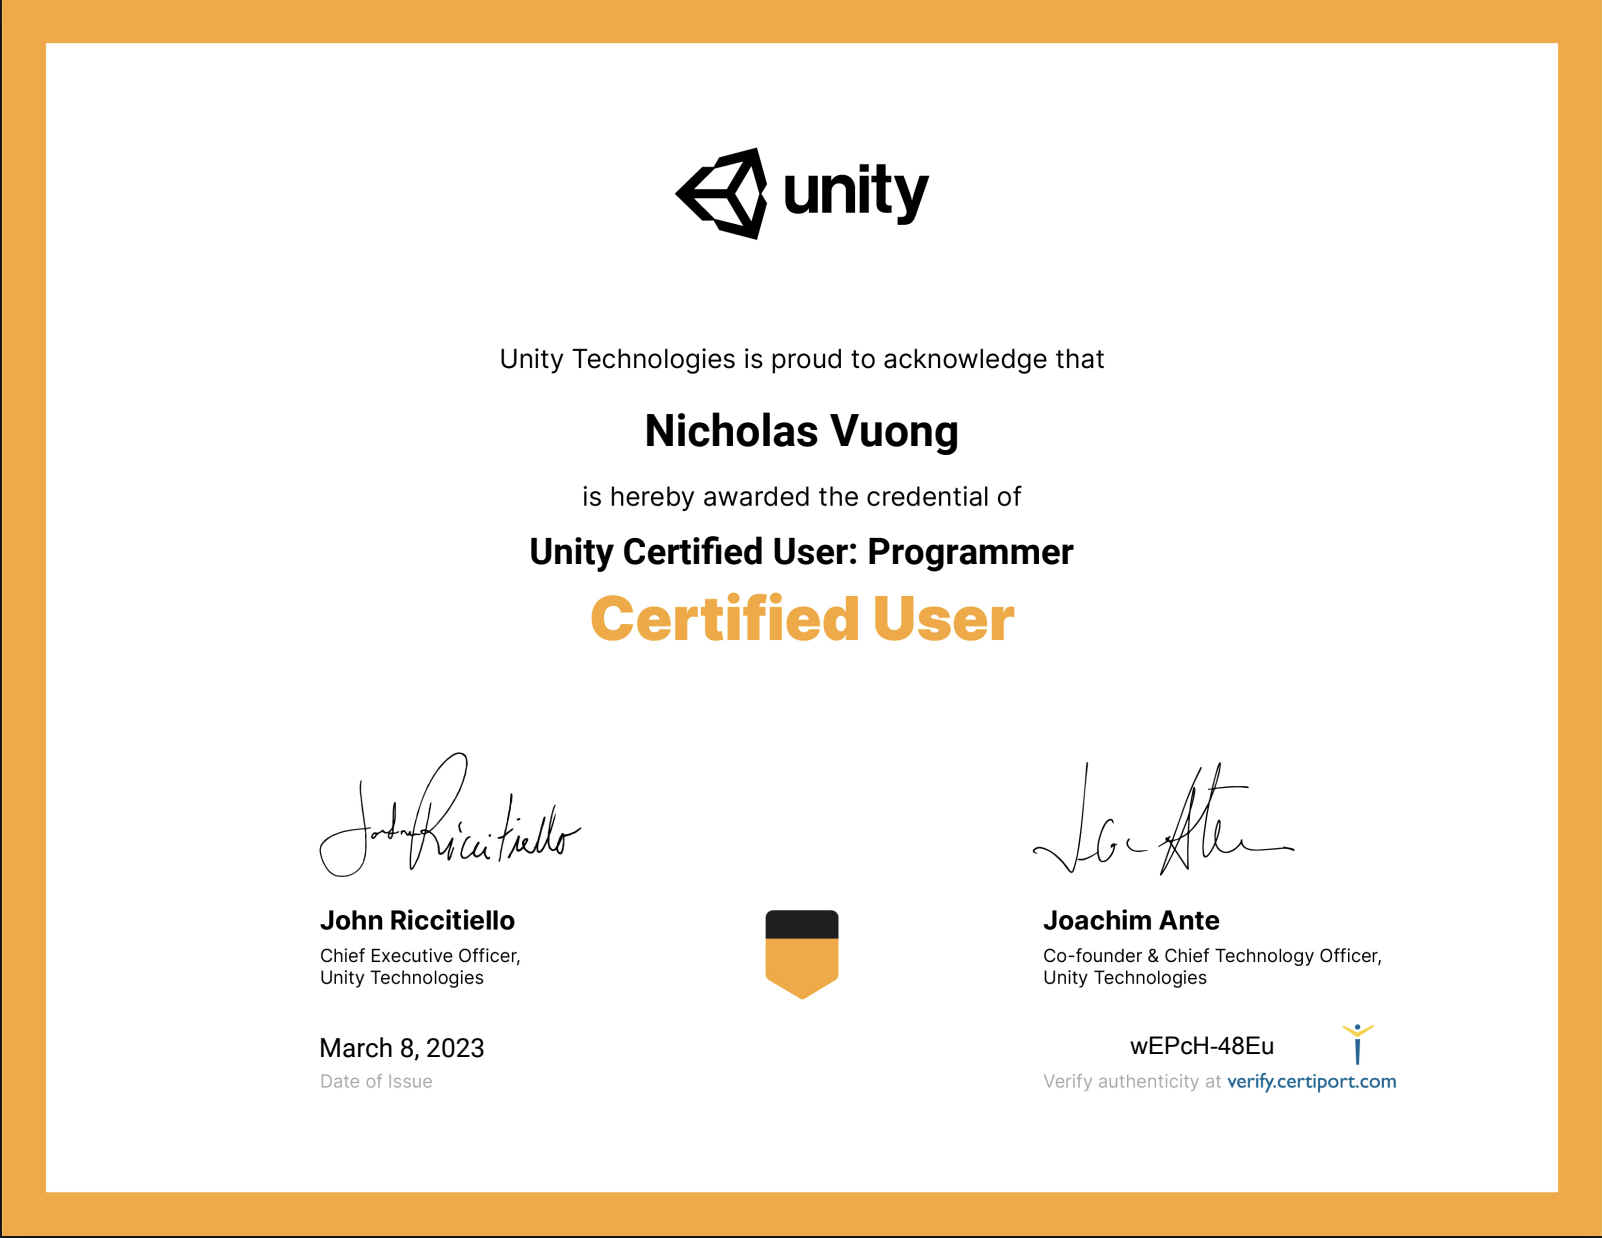 unity
Unity Technologies is proud to acknowledge that
Nicholas Vuong
is hereby awarded the credential of
Unity Certified User: Programmer
Certified User
John Riccitiello
John Riccitiello
Chief Executive Officer,
Unity Technologies
March 8, 2023
Date of Issue
Joachim Ante
Co-founder & Chief Technology Officer,
Unity Technologies
wEPcH-48Eu
Verify authenticity at verify.certiport.com